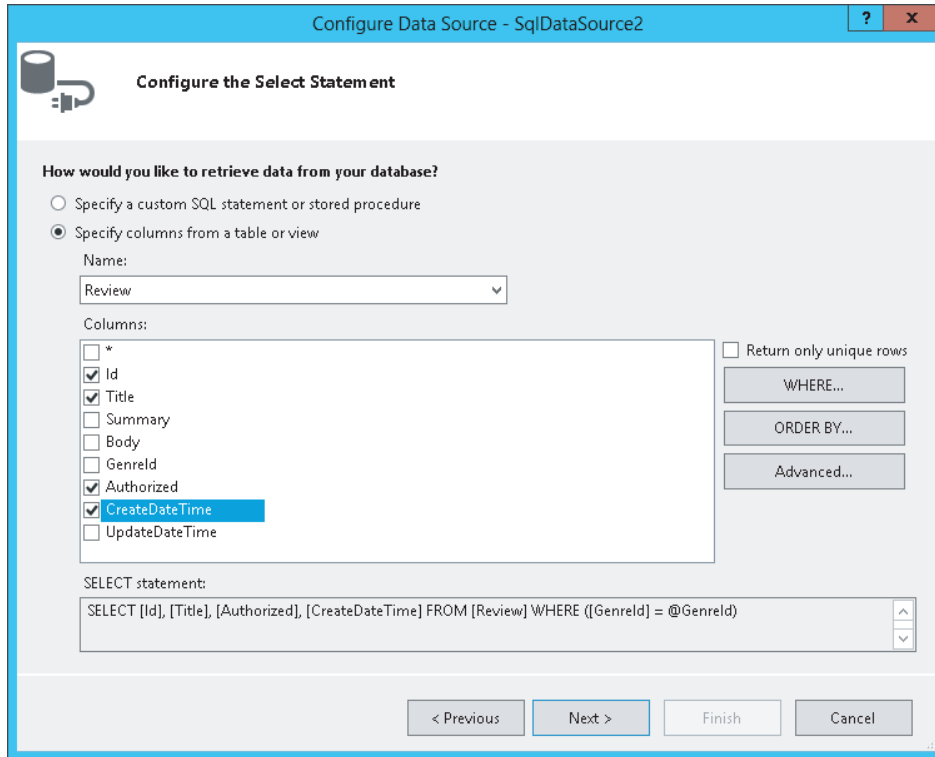 Configure Data Source - SqlDataSource2
? x
Configure the Select Statement
How would you like to retrieve data from your database?
Specify a custom SQL statement or stored procedure
Specify columns from a table or view
Name:
Review
Columns:
*
Return only unique rows
Id
Title
WHERE...
Summary
Body
ORDER BY...
GenreId
Authorized
Advanced...
CreateDateTime
UpdateDateTime
SELECT statement:
SELECT [Id], [Title], [Authorized], [CreateDateTime] FROM [Review] WHERE ([GenreId] = @GenreId)
< Previous
Next >
Finish
Cancel